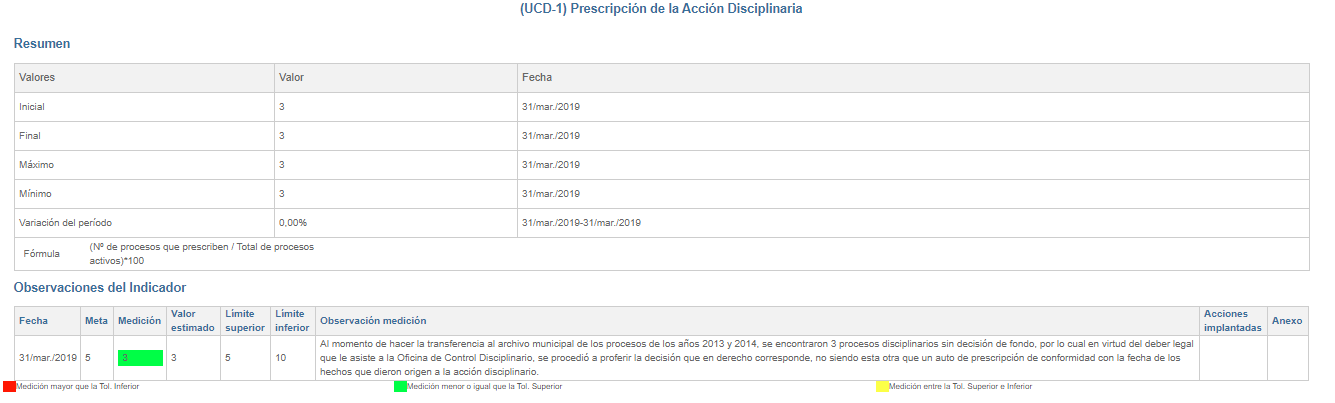 (UCD-1) Prescripción de la Acción Disciplinaria
Resumen
Valores Valor Fecha
Inicial 3 31/mar./2019
Final 3 31/mar./2019
Máximo 3 31/mar./2019
Mínimo 3 31/mar./2019
Variación del período 0,00% 31/mar./2019-31/mar./2019
Fórmula (Nº de procesos que prescriben / Total de procesos
activos)*100
Observaciones del Indicador
Fecha Meta Medición Valor estimado Límite superior Límite inferior Observación medición Acciones implantadas Anexo
31/mar./2019 5 3 3 5 10 Al momento de hacer la transferencia al archivo municipal de los procesos de los años 2013 y 2014, se encontraron 3 procesos disciplinarios sin decisión de fondo, por lo cual en virtud del deber legal
que le asiste a la Oficina de Control Disciplinario, se procedió a proferir la decisión que en derecho corresponde, no siendo esta otra que un auto de prescripción de conformidad con la fecha de los
hechos que dieron origen a la acción disciplinario.
Medición mayor que la Tol. Inferior Medición menor o igual que la Tol. Superior Medición entre la Tol. Superior e Inferior